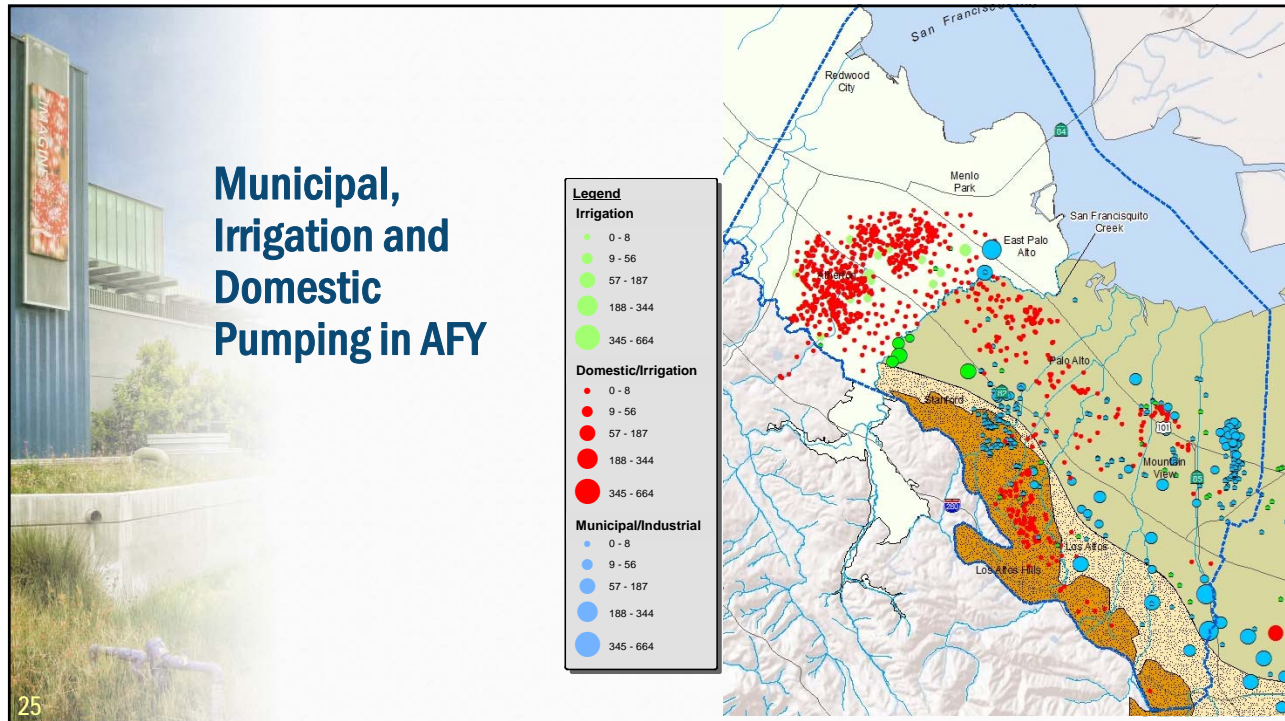 IMAGINE
Municipal,
Irrigation and
Domestic
Pumping in AFY
Legend
Irrigation
0 - 8
9 - 56
57 - 187
188 - 344
345 - 664
Domestic/Irrigation
0 - 8
9 - 56
57 - 187
188 - 344
345 - 664
Municipal/Industrial
0 - 8
9 - 56
57 - 187
188 - 344
345 - 664
San
Redwood
City
84
Menlo
Park
San Francisquito
Creek
East Palo
Alto
Atherton
Palo Alto
Stanford
82
101
Mountain
View
85
280
Los Altos
Los Altos Hills
25